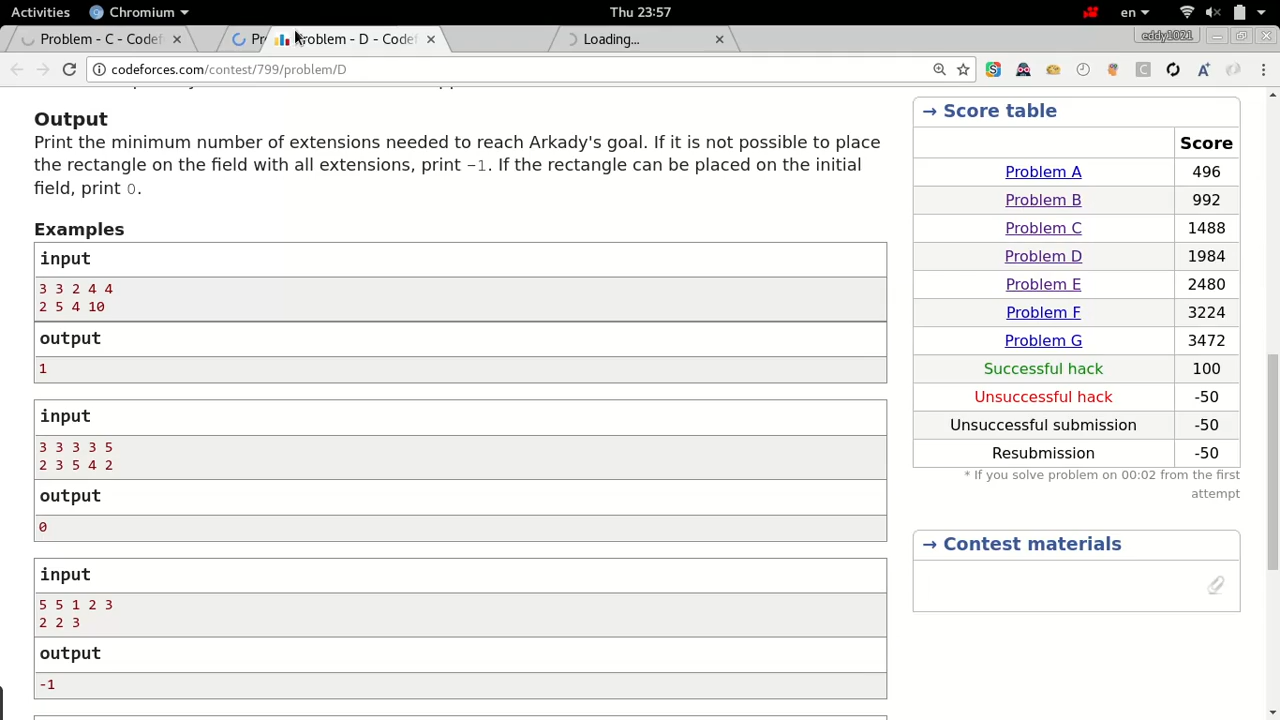 Activities Chromium Thu 23:57 en
Problem - C - Codef Pr roblem - D - Codef Loading... eddy1021
codeforces.com/contest/799/problem/D
Output
Print the minimum number of extensions needed to reach Arkady's goal. If it is not possible to place
the rectangle on the field with all extensions, print -1. If the rectangle can be placed on the initial
field, print 0.
Examples
input
3 3 2 4 4
2 5 4 10
output
1
input
3 3 3 3 5
2 3 5 4 2
output
0
input
5 5 1 2 3
2 2 3
output
-1
→ Score table
Score
Problem A 496
Problem B 992
Problem C 1488
Problem D 1984
Problem E 2480
Problem F 3224
Problem G 3472
Successful hack 100
Unsuccessful hack -50
Unsuccessful submission -50
Resubmission -50
* If you solve problem on 00:02 from the first
attempt
→ Contest materials